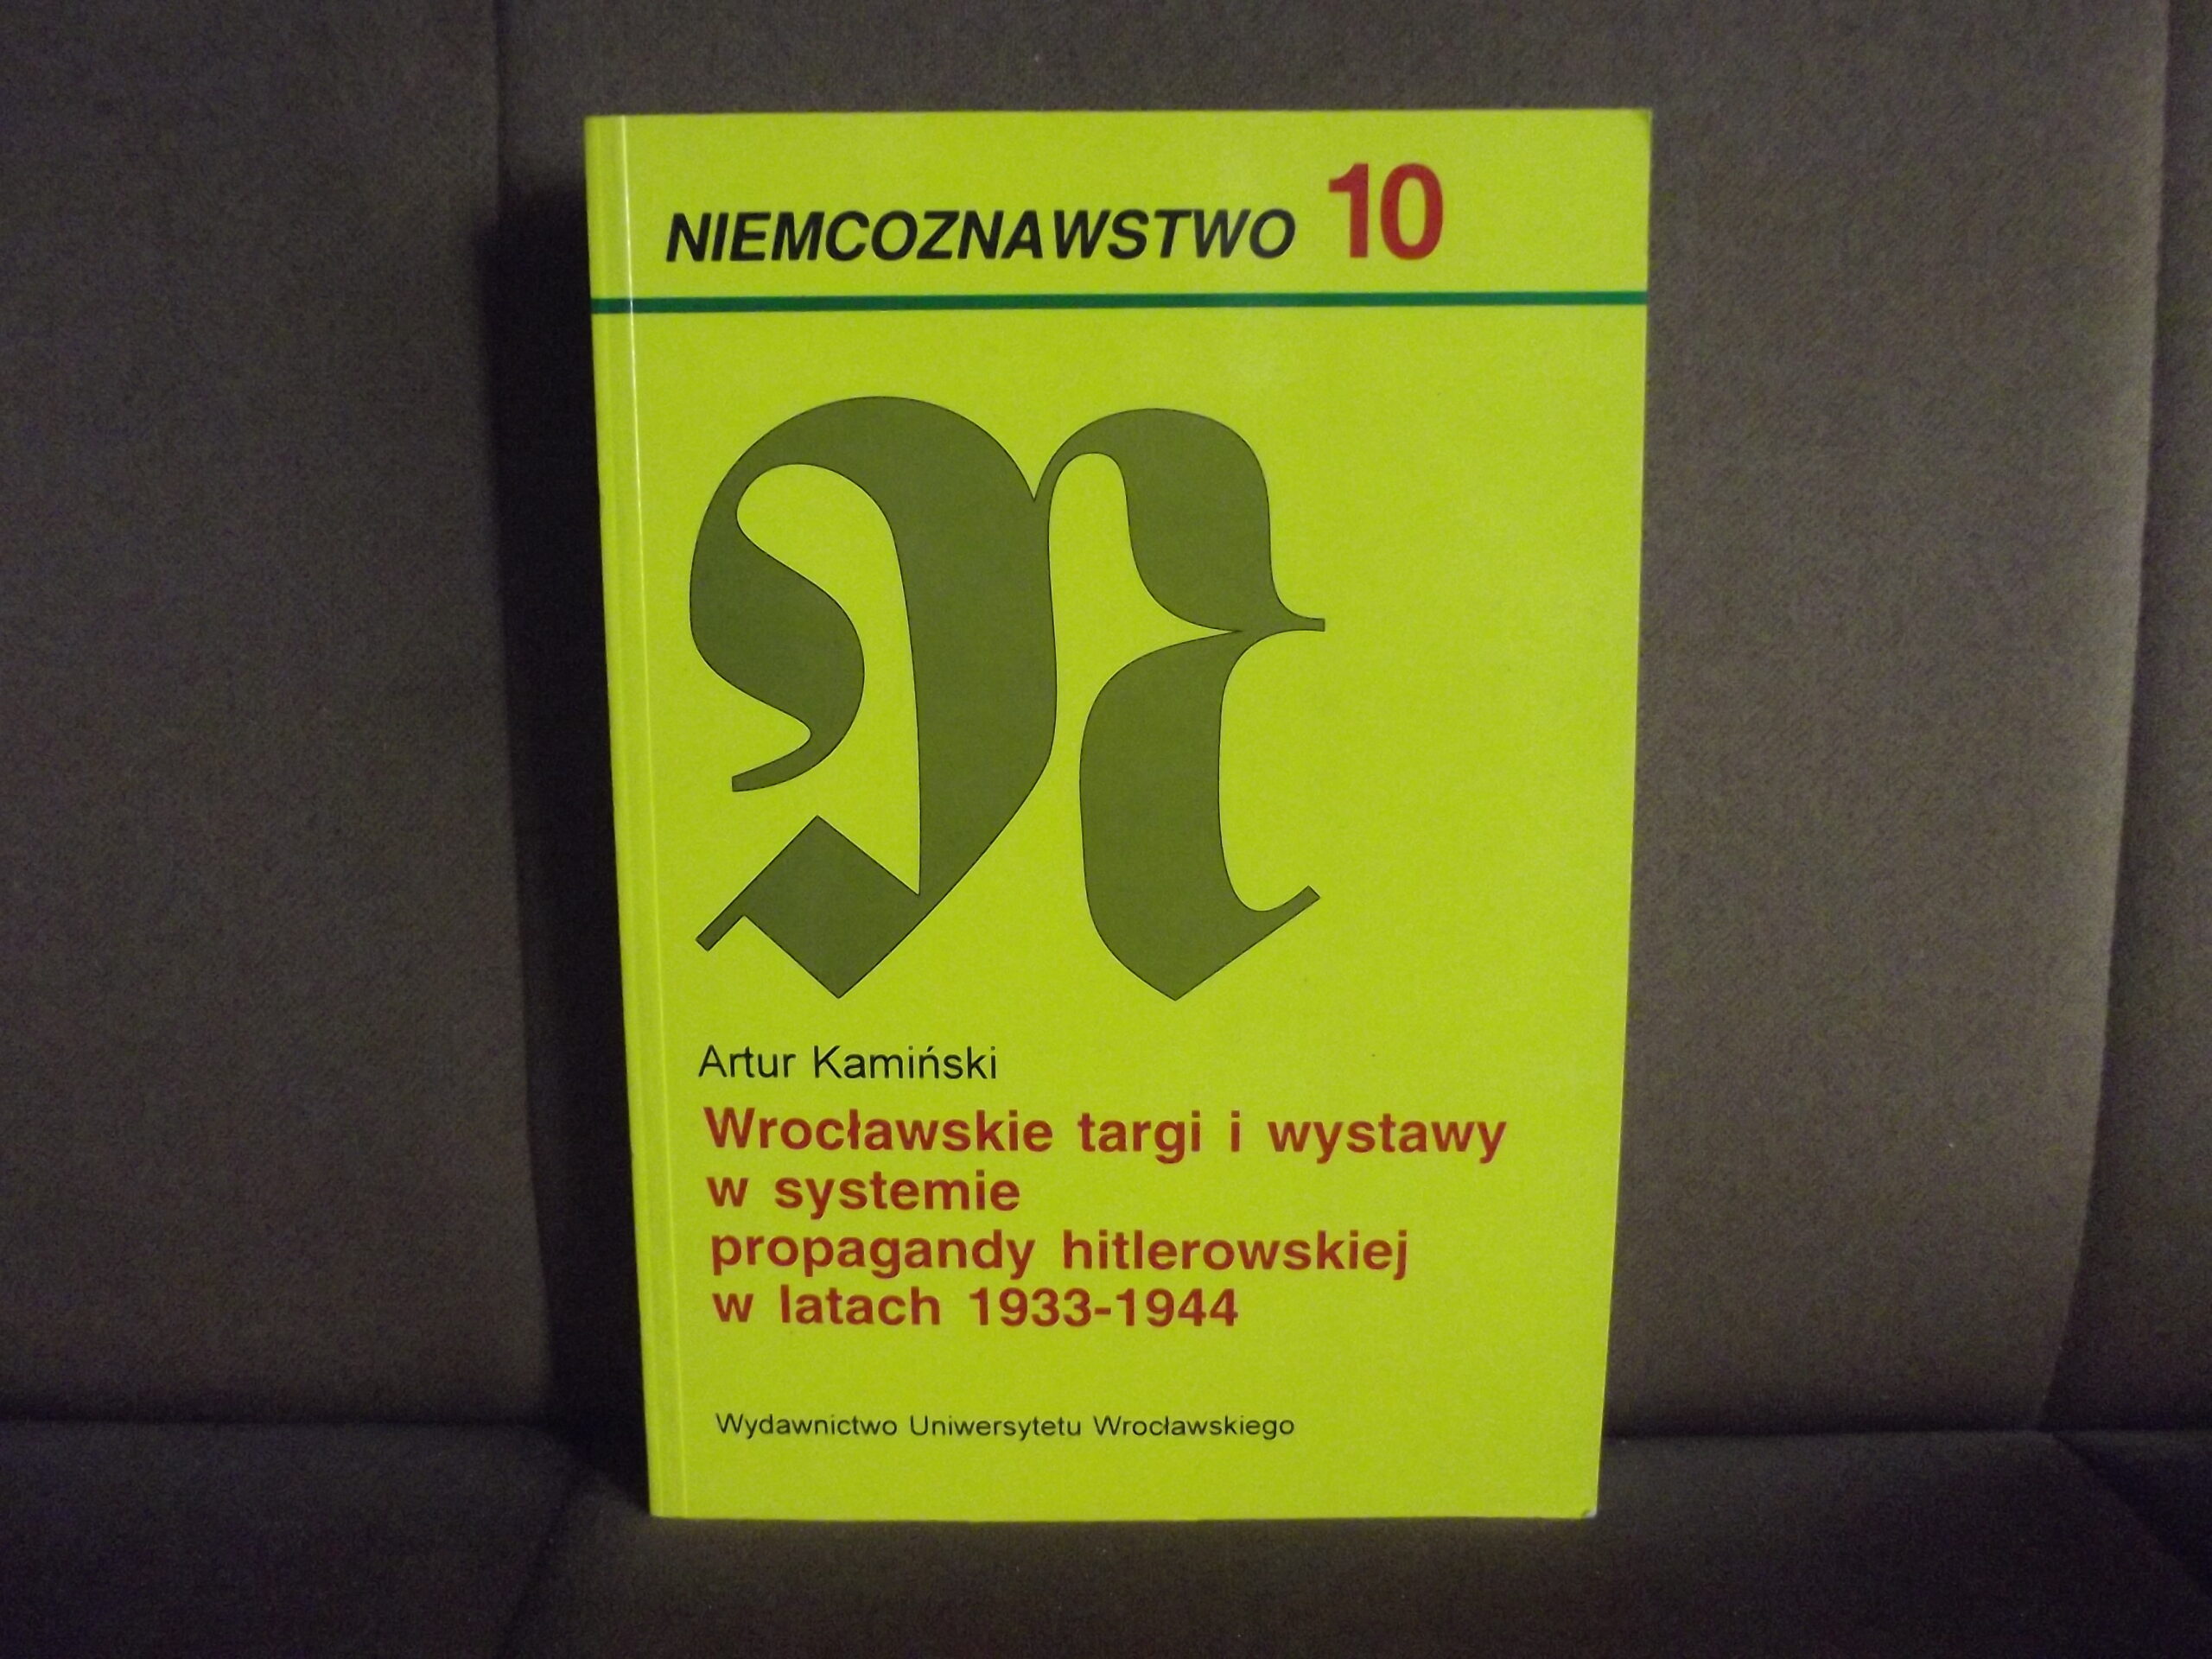 NIEMCOZNAWSTWO 10
N
Artur Kamiński
Wrocławskie targi i wystawy
w systemie
propagandy hitlerowskiej
w latach 1933-1944
Wydawnictwo Uniwersytetu Wrocławskiego